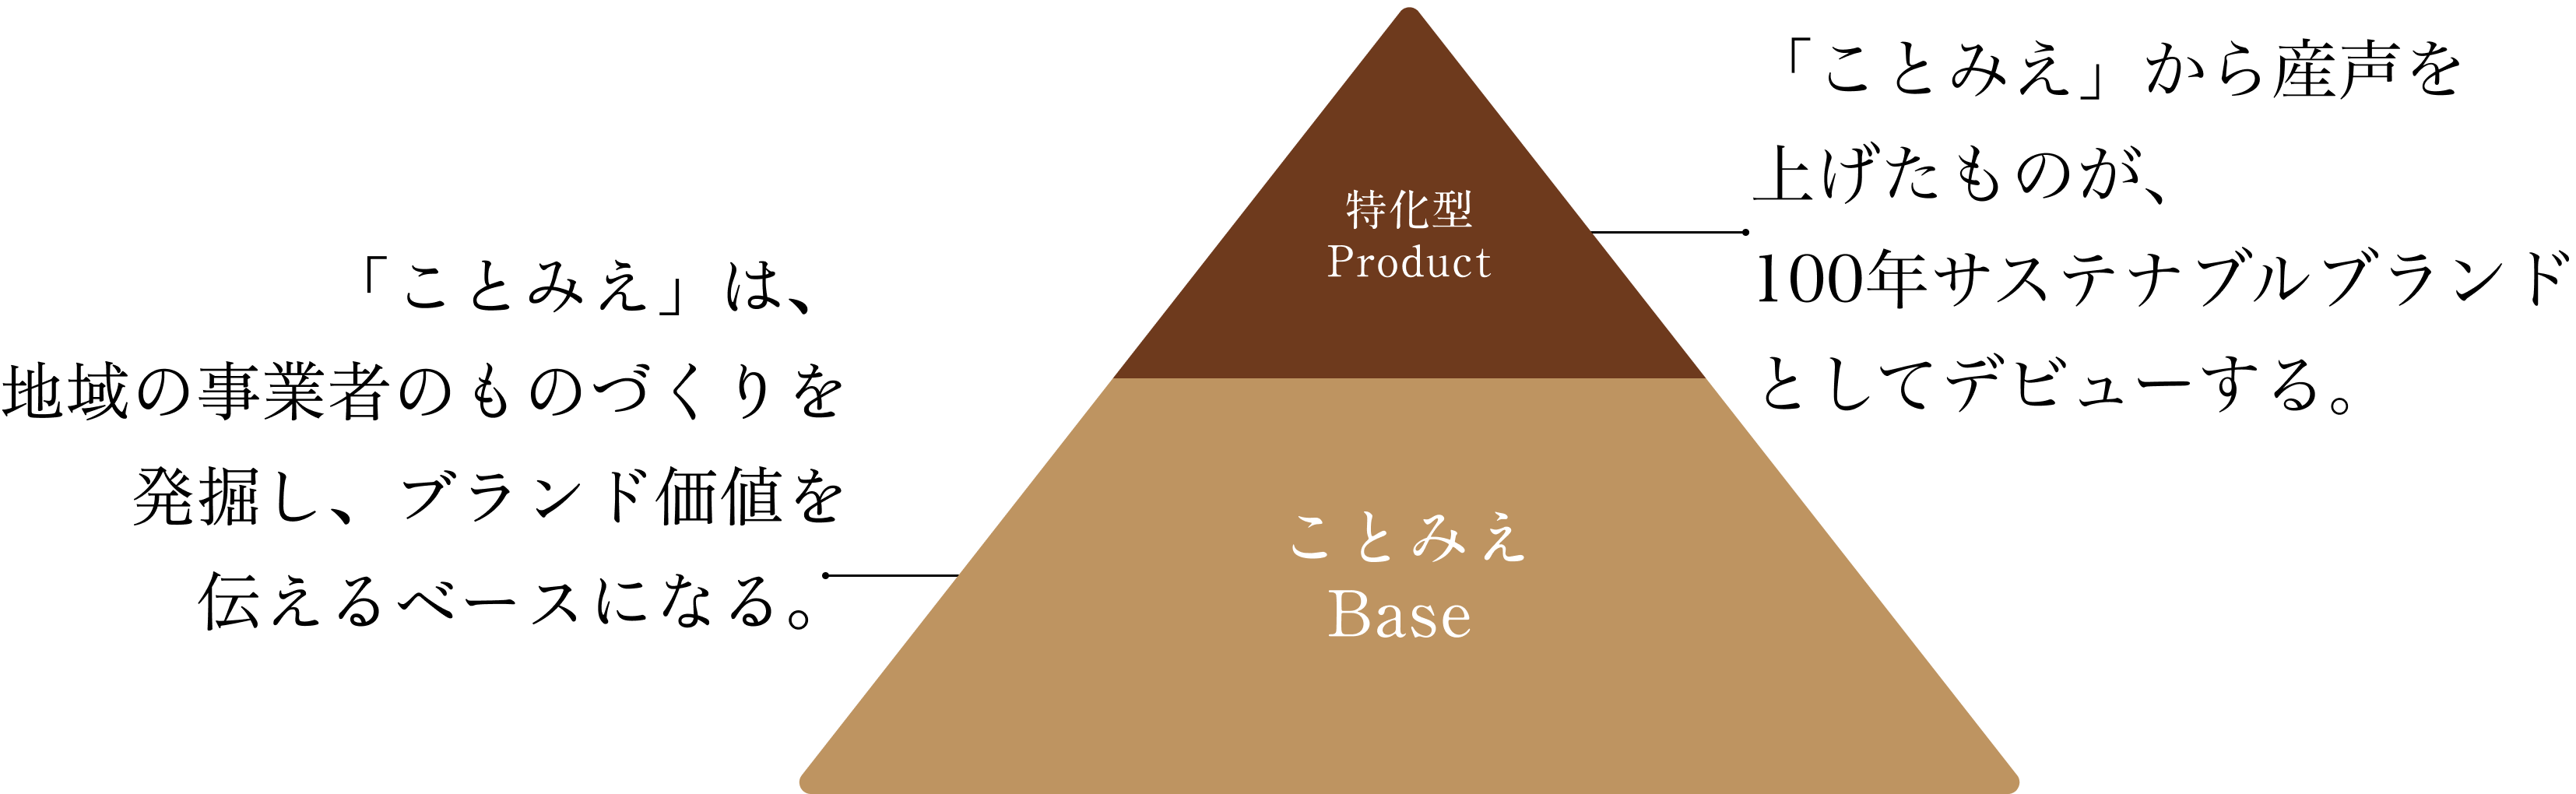 「ことみえ」は、
地域の事業者のものづくりを
発掘し、ブランド価値を
伝えるベースになる。
特化型
Product
ことみえ
Base
「ことみえ」から産声を
上げたものが、
100年サステナブルブランド
としてデビューする。